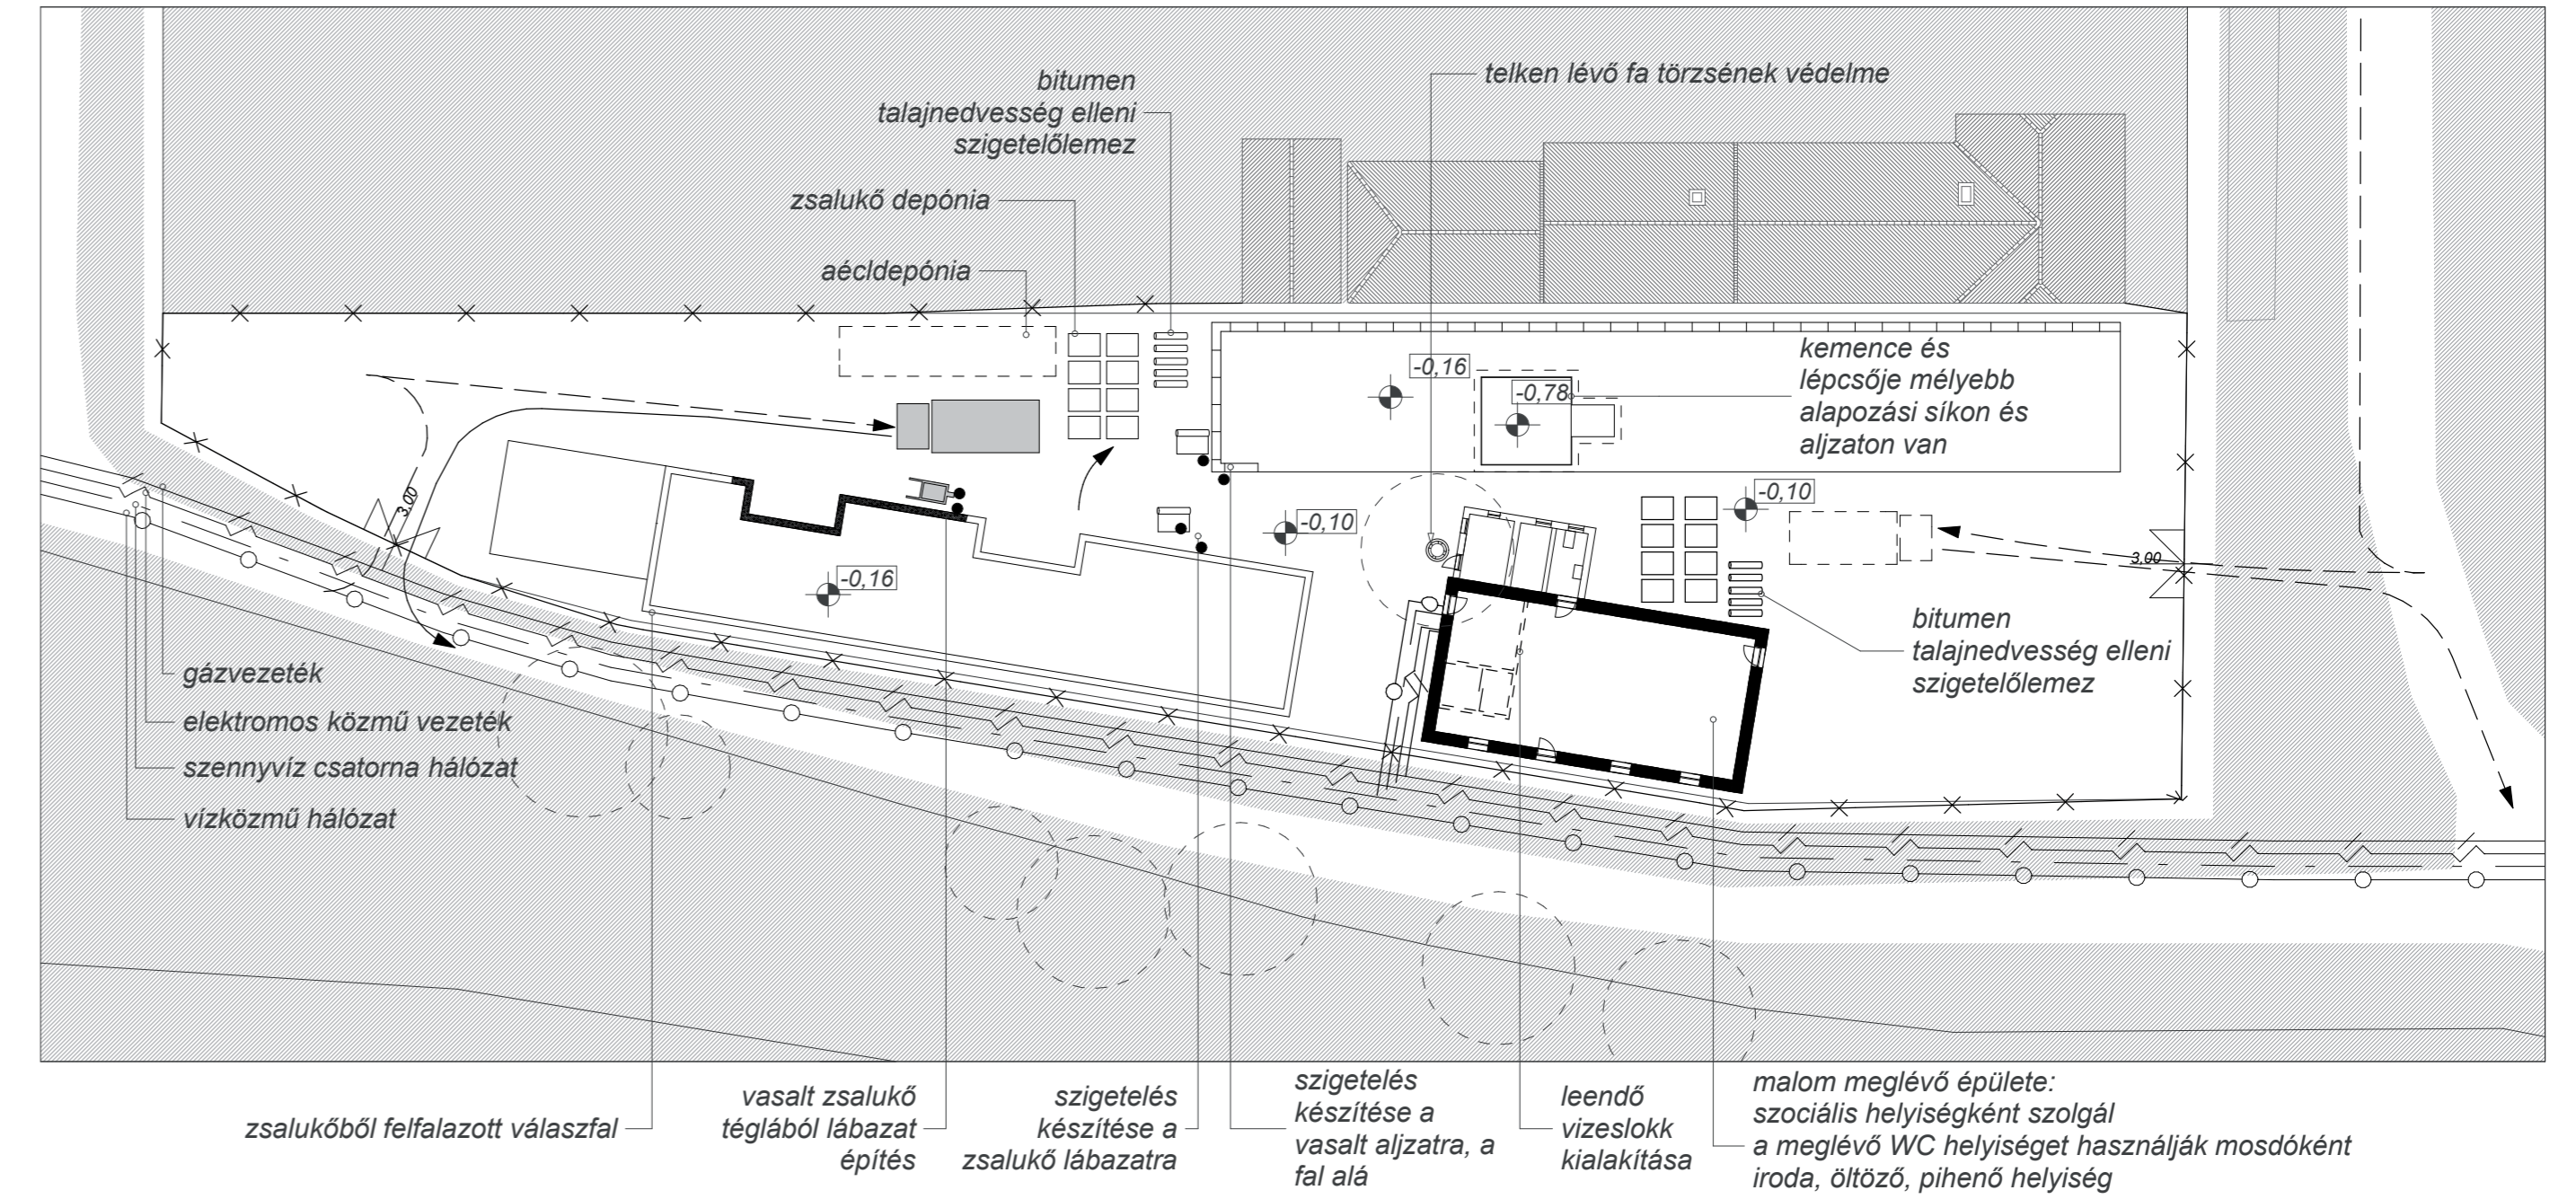 bitumen
talajnedvesség elleni
szigetelőlemez
telken lévő fa törzsének védelme
zsalukő depónia
aécldepónia
-0,16
-0,78
kemence és
lépcsője mélyebb
alapozási síkon és
aljzaton van
3,00
-0,10
-0,10
3,00
-0,16
bitumen
talajnedvesség elleni
szigetelőlemez
gázvezeték
elektromos közmű vezeték
szennyvíz csatorna hálózat
vízközmű hálózat
zsalukőből felfalazott válaszfal
vasalt zsalukő
téglából lábazat
építés
szigetelés
készítése a
zsalukő lábazatra
szigetelés
készítése a
vasalt aljzatra, a
fal alá
leendő
vizeslokk
kialakítása
malom meglévő épülete:
szociális helyiségként szolgál
a meglévő WC helyiséget használják mosdóként
iroda, öltöző, pihenő helyiség